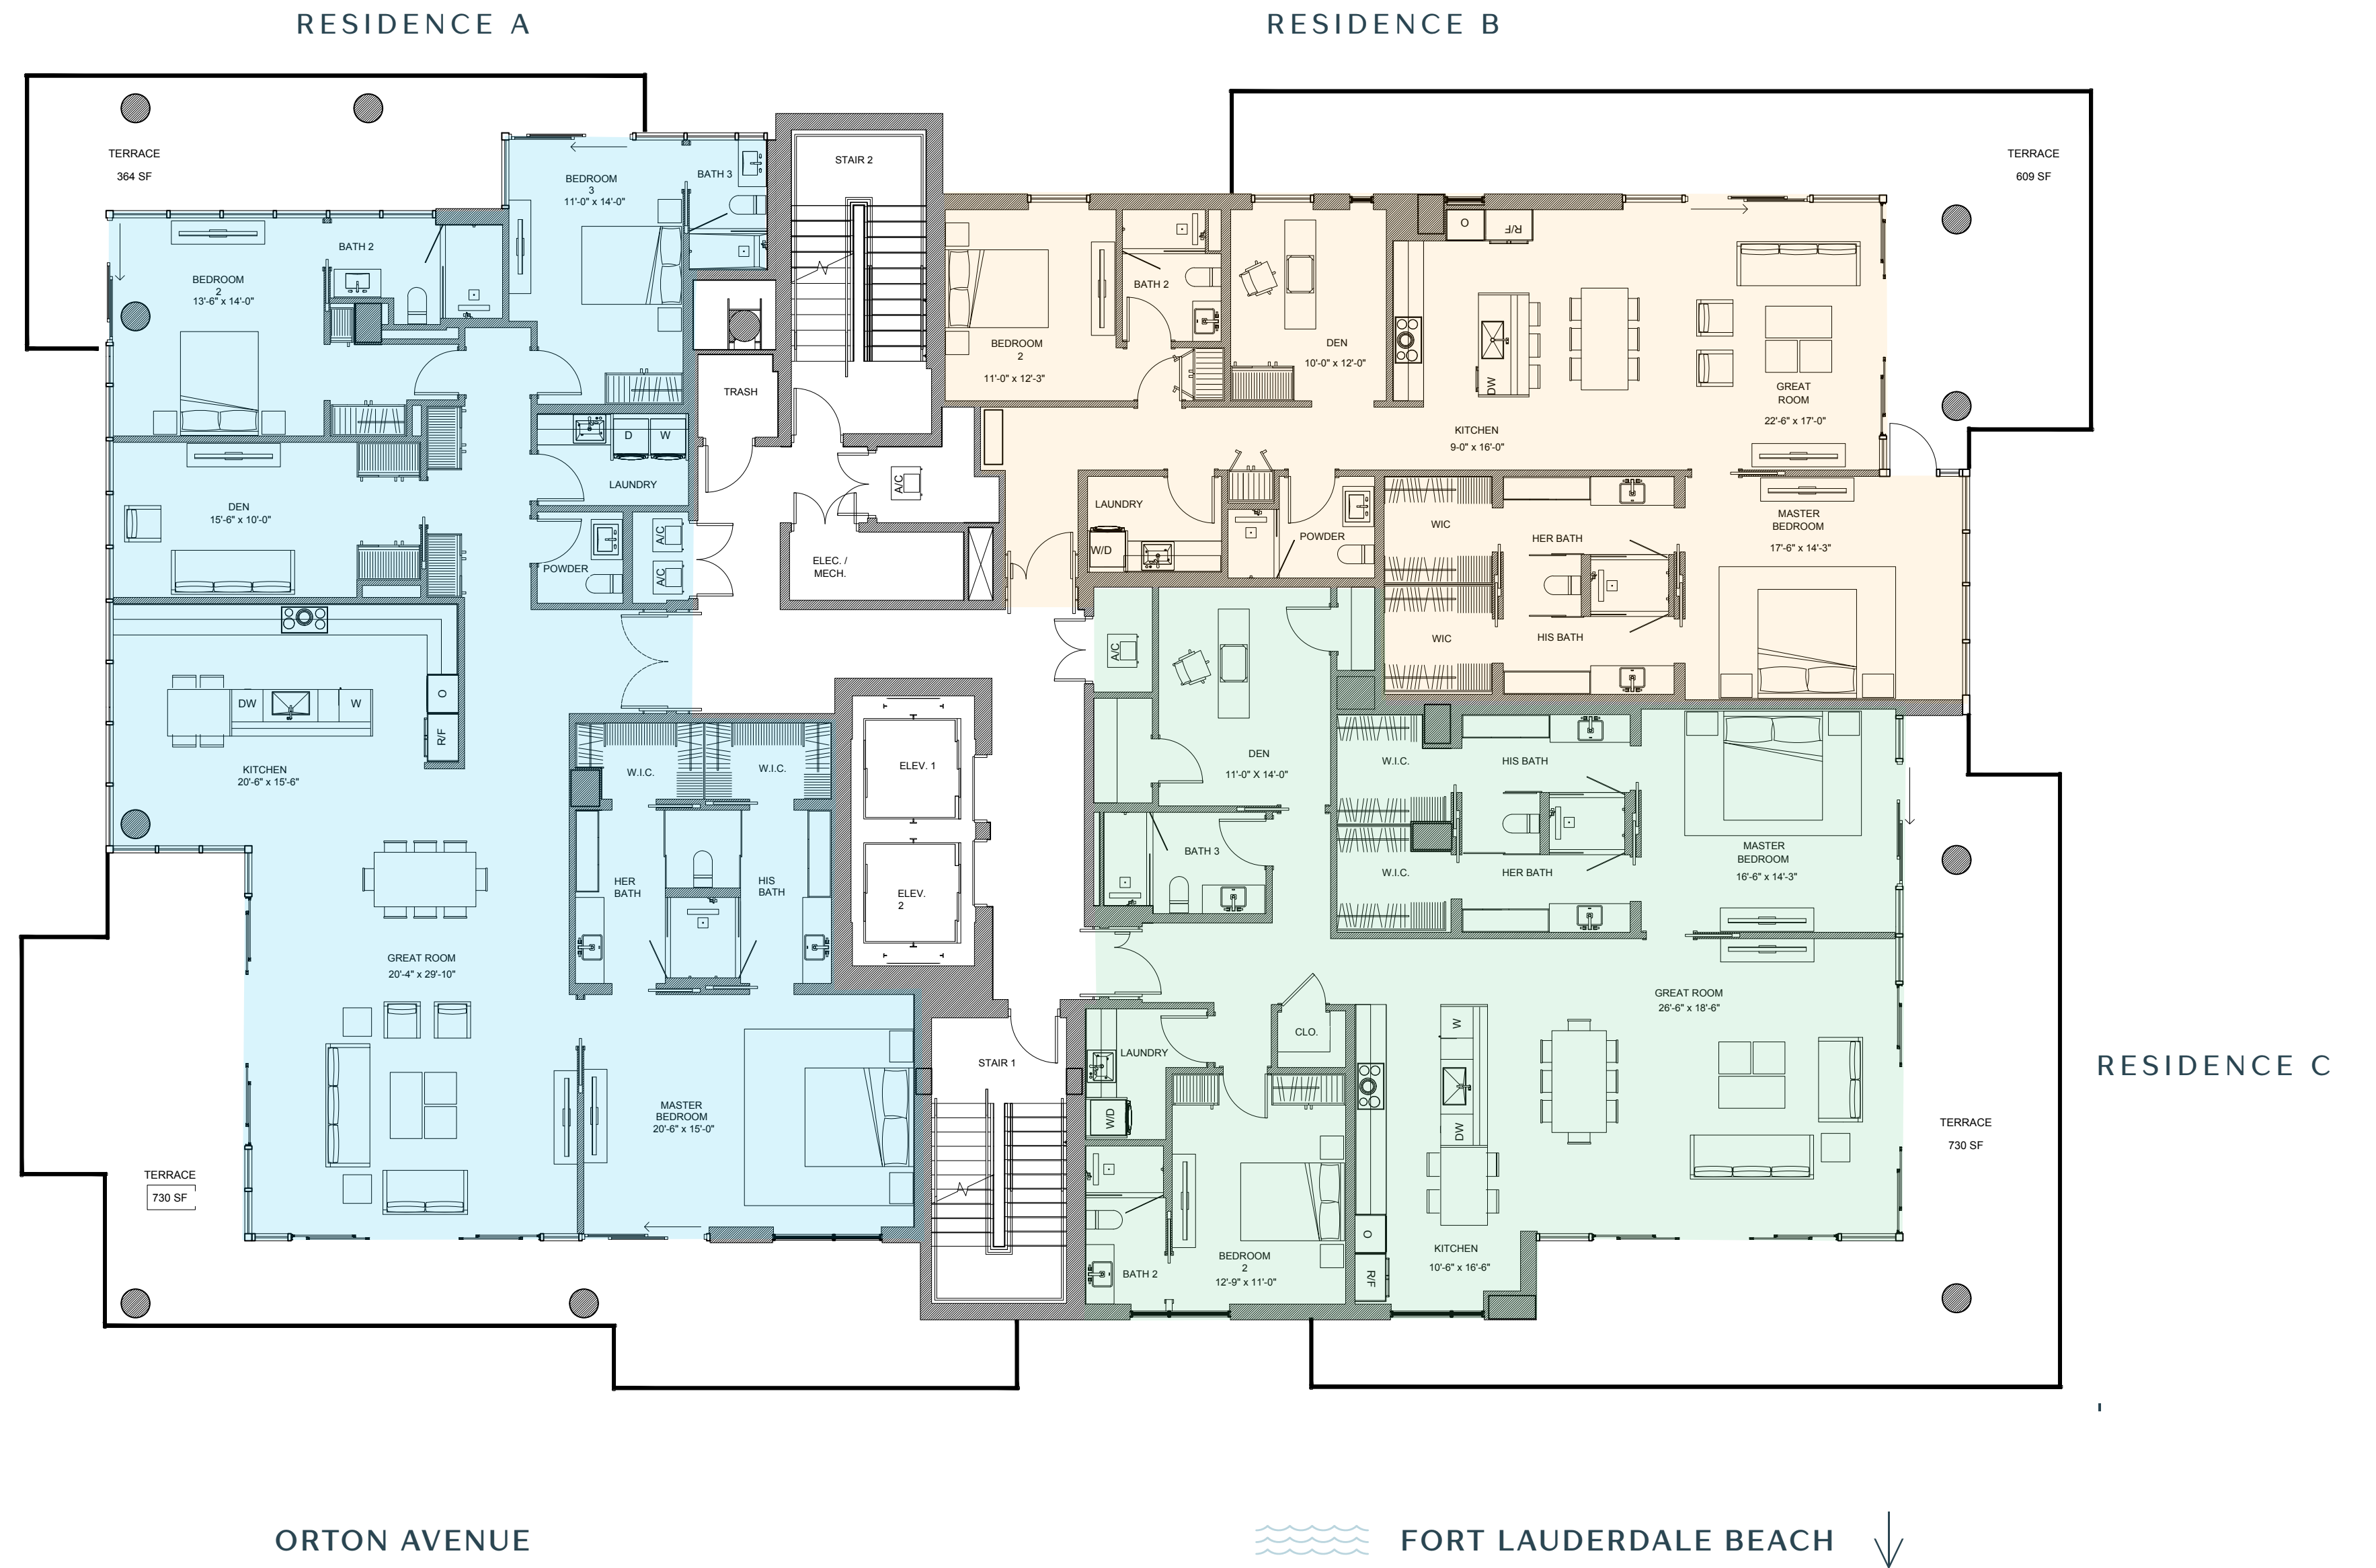 RESIDENCE A
RESIDENCE B
TERRACE
364 SF
BEDROOM
3
11'-0" x 14'-0"
BATH 3
STAIR 2
TERRACE
609 SF
BATH 2
BEDROOM
2
13'-6" x 14'-0"
O
R/F
BATH 2
BEDROOM
2
11'-0" x 12'-3"
DEN
10'-0" x 12'-0"
DW
GREAT
ROOM
22'-6" x 17'-0"
KITCHEN
9-0" x 16'-0"
TRASH
D
W
LAUNDRY
A/C
DEN
15'-6" x 10'-0"
POWDER
A/C
A/C
ELEC. /
MECH.
LAUNDRY
W/D
POWDER
WIC
HER BATH
MASTER
BEDROOM
17'-6" x 14'-3"
WIC
HIS BATH
A/C
DW
W
O
R/F
KITCHEN
20'-6" x 15'-6"
W.I.C.
W.I.C.
ELEV. 1
DEN
11'-0" X 14'-0"
W.I.C.
HIS BATH
MASTER
BEDROOM
16'-6" x 14'-3"
BATH 3
W.I.C.
HER BATH
HER
BATH
HIS
BATH
ELEV.
2
GREAT ROOM
20'-4" x 29'-10"
GREAT ROOM
26'-6" x 18'-6"
CLO.
W
LAUNDRY
STAIR 1
RESIDENCE C
W/D
DW
MASTER
BEDROOM
20'-6" x 15'-0"
TERRACE
730 SF
TERRACE
730 SF
BATH 2
BEDROOM
2
12'-9" x 11'-0"
O
R/F
KITCHEN
10'-6" x 16'-6"
ORTON AVENUE
FORT LAUDERDALE BEACH